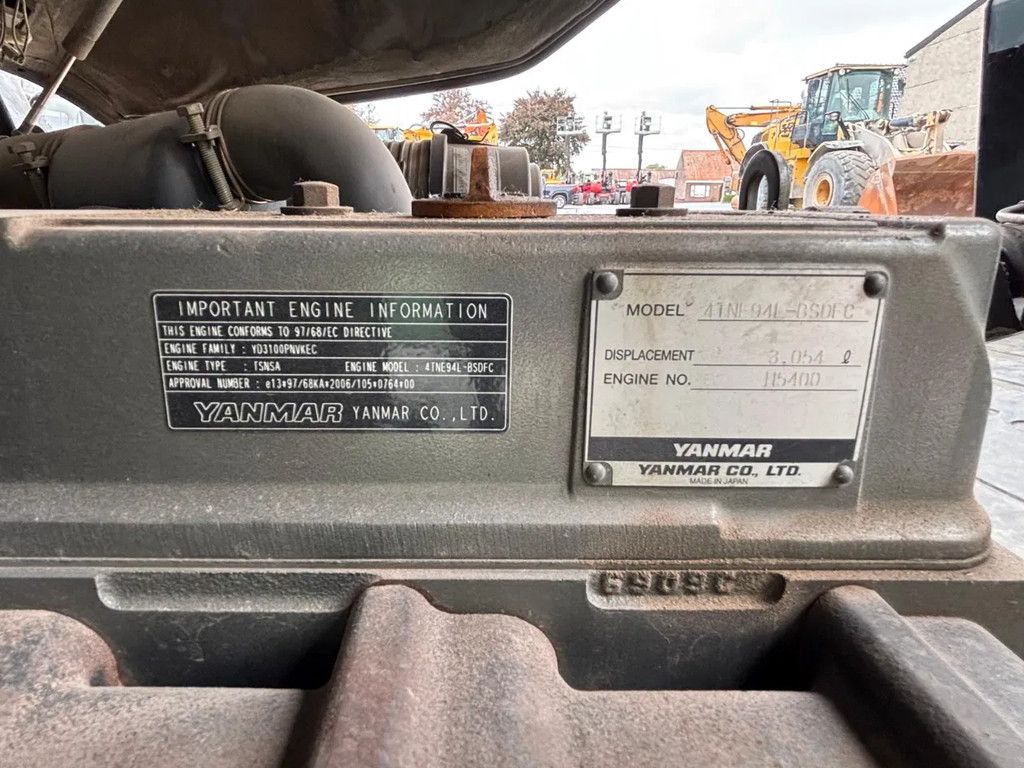 IMPORTANT ENGINE INFORMATION
THIS ENGINE CONFORMS TO 97/68/EC DIRECTIVE
ENGINE FAMILY : YD3100PNVKEC
ENGINE TYPE : TSNSA ENGINE MODEL : 4TNE94L-BSDFC
APPROVAL NUMBER : e13*97/68KA*2006/105*0764*00
YANMAR YANMAR CO.,LTD.
MODEL 4TNE94L-BSDFC
DISPLACEMENT 3.054 ℓ
ENGINE NO. H5400
YANMAR
YANMAR CO., LTD.
MADE IN JAPAN